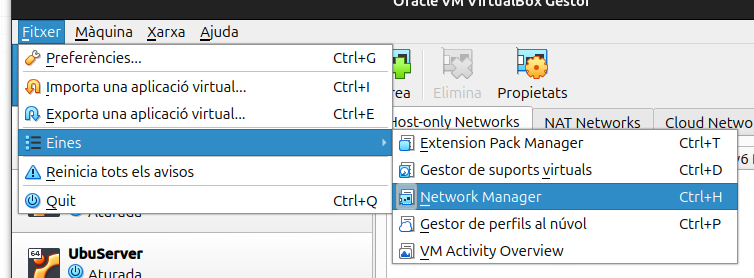 Oracle VM VirtualBox Gestor
Fitxer Màquina Xarxa Ajuda
Preferències... Ctrl+G
Importa una aplicació virtual... Ctrl+I
Exporta una aplicació virtual... Ctrl+E
Eines
Reinicia tots els avisos
Quit Ctrl+Q
rea Elimina Propietats
Host-only Networks NAT Networks Cloud Netwo
Extension Pack Manager Ctrl+T
Gestor de suports virtuals Ctrl+D
Network Manager Ctrl+H
Gestor de perfils al núvol Ctrl+P
VM Activity Overview
v6
Aturada
64
UbuServer
Aturada